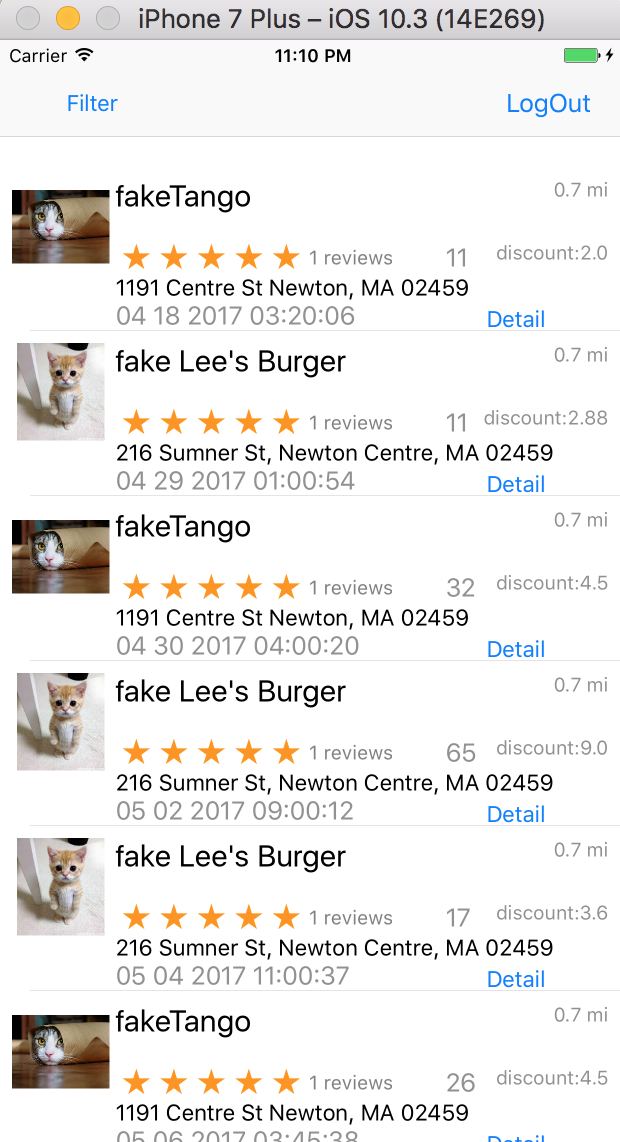 iPhone 7 Plus – iOS 10.3 (14E269)
Carrier 11:10 PM
Filter LogOut
fakeTango 0.7 mi
★ ★ ★ ★ ★ 1 reviews 11 discount:2.0
1191 Centre St Newton, MA 02459
04 18 2017 03:20:06 Detail
fake Lee's Burger 0.7 mi
★ ★ ★ ★ ★ 1 reviews 11 discount:2.88
216 Sumner St, Newton Centre, MA 02459
04 29 2017 01:00:54 Detail
fakeTango 0.7 mi
★ ★ ★ ★ ★ 1 reviews 32 discount:4.5
1191 Centre St Newton, MA 02459
04 30 2017 04:00:20 Detail
fake Lee's Burger 0.7 mi
★ ★ ★ ★ ★ 1 reviews 65 discount:9.0
216 Sumner St, Newton Centre, MA 02459
05 02 2017 09:00:12 Detail
fake Lee's Burger 0.7 mi
★ ★ ★ ★ ★ 1 reviews 17 discount:3.6
216 Sumner St, Newton Centre, MA 02459
05 04 2017 11:00:37 Detail
fakeTango 0.7 mi
★ ★ ★ ★ ★ 1 reviews 26 discount:4.5
1191 Centre St Newton, MA 02459
05 06 2017 03:45:38 Detail